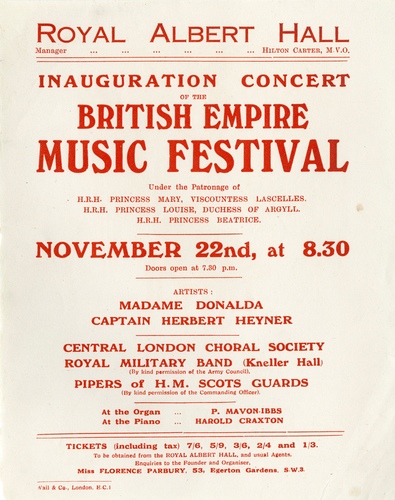 ROYAL ALBERT HALL
Manager ... ... ... ... ... ... HILTON CARTER, M.V.O.
INAUGURATION CONCERT
OF THE
BRITISH EMPIRE
MUSIC FESTIVAL
Under the Patronage of
H.R.H. PRINCESS MARY, VISCOUNTESS LASCELLES.
H.R.H. PRINCESS LOUISE, DUCHESS OF ARGYLL.
H.R.H. PRINCESS BEATRICE.
NOVEMBER 22nd, at 8.30
Doors open at 7.30 p.m.
ARTISTS:
MADAME DONALDA
CAPTAIN HERBERT HEYNER
CENTRAL LONDON CHORAL SOCIETY
ROYAL MILITARY BAND (Kneller Hall)
(By kind permission of the Army Council).
PIPERS of H.M. SCOTS GUARDS
(By kind permission of the Commanding Officer).
At the Organ ... P. MAVON-IBBS
At the Piano ... HAROLD CRAXTON
TICKETS (including tax) 7/6, 5/9, 3/6, 2/4 and 1/3.
To be obtained from the ROYAL ALBERT HALL, and usual Agents.
Enquiries to the Founder and Organiser,
Miss FLORENCE PARBURY, 53, Egerton Gardens, S.W.3.
Vail & Co., London, E.C.1